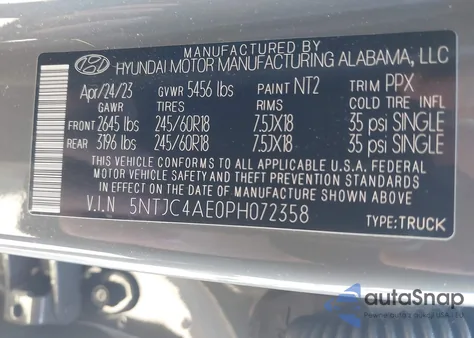 MANUFACTURED BY
HYUNDAI MOTOR MANUFACTURING ALABAMA, LLC
Apr/24/23 GVWR 5456 lbs PAINT NT2 TRIM PPX
GAWR TIRES RIMS COLD TIRE INFL
FRONT 2645 lbs 245/60R18 7.5JX18 35 psi SINGLE
REAR 3196 lbs 245/60R18 7.5JX18 35 psi SINGLE
THIS VEHICLE CONFORMS TO ALL APPLICABLE U.S.A. FEDERAL
MOTOR VEHICLE SAFETY STANDARDS
IN EFFECT ON THE DATE OF MANUFACTURE SHOWN ABOVE
V.I.N 5NTJC4AE0PH072358
TYPE:TRUCK
autoSnap